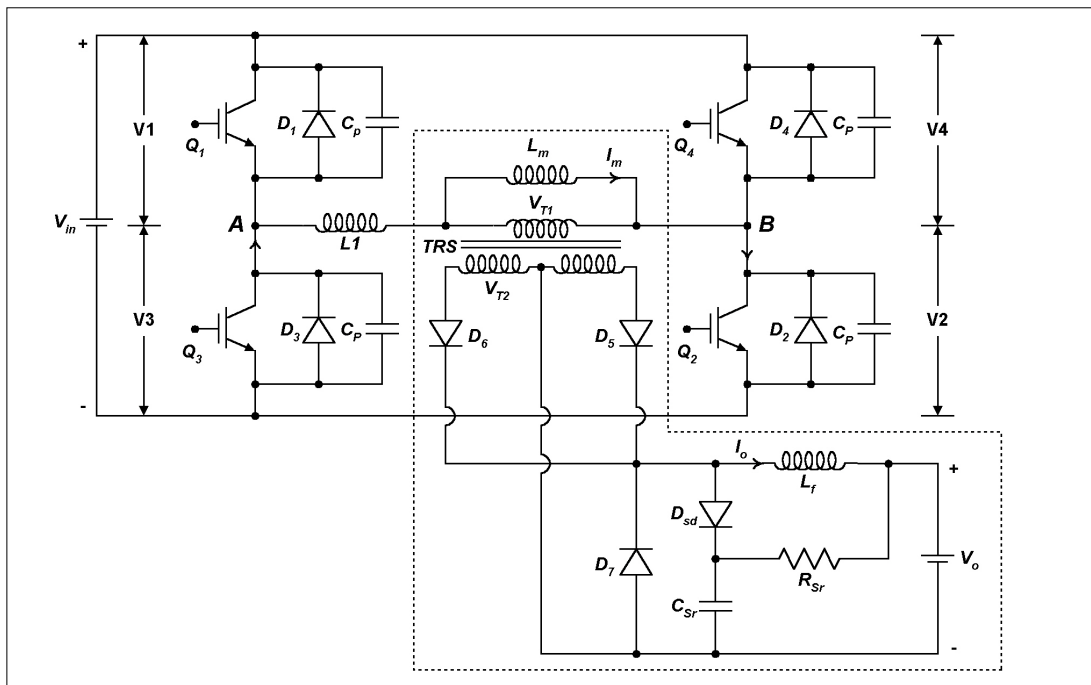 +
V1
Q1
D1
Cp
Q4
D4
CP
V4
Lm
Im
Vin
A
L1
VT1
B
TRS
VT2
V3
Q3
D3
CP
D6
D5
Q2
D2
CP
V2
-
Io
Lf
+
Dsd
D7
RSr
Vo
CSr
-